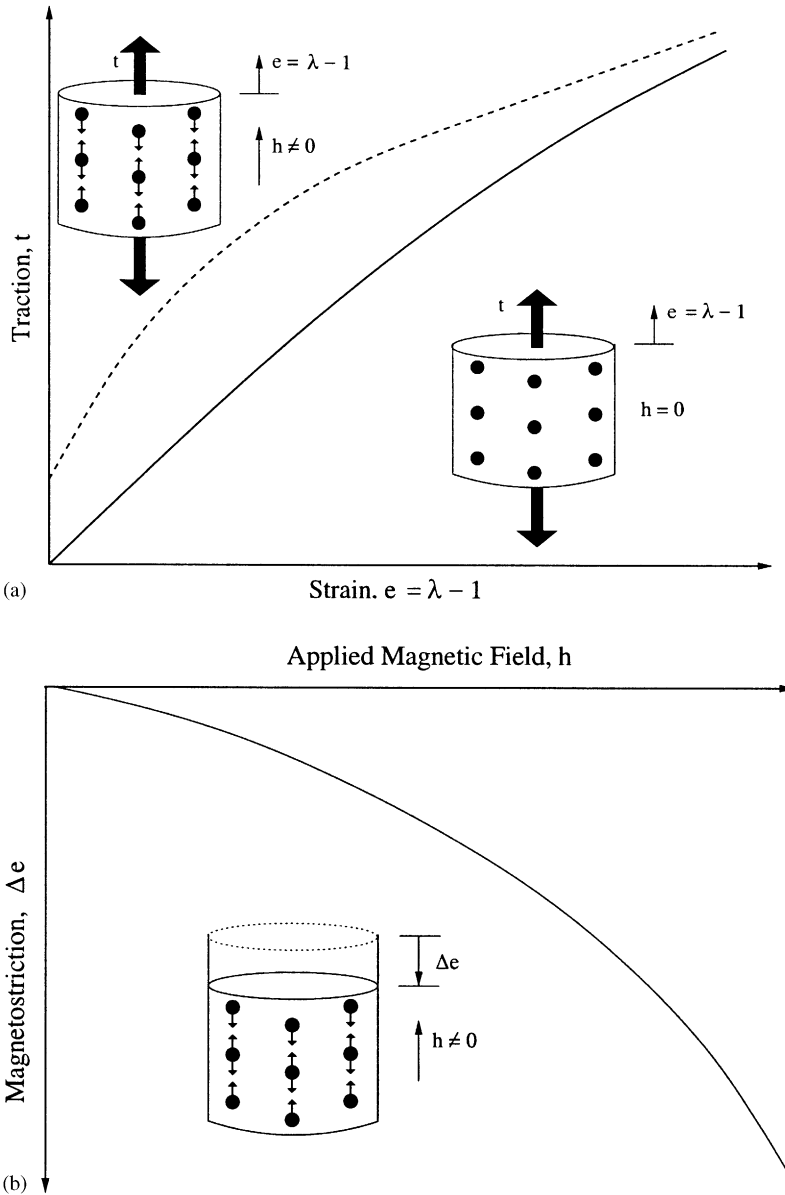 t
e = λ − 1
h ≠ 0
Traction, t
t
e = λ − 1
h = 0
(a)
Strain. e = λ − 1
Applied Magnetic Field, h
Magnetostriction, Δe
Δe
h ≠ 0
(b)